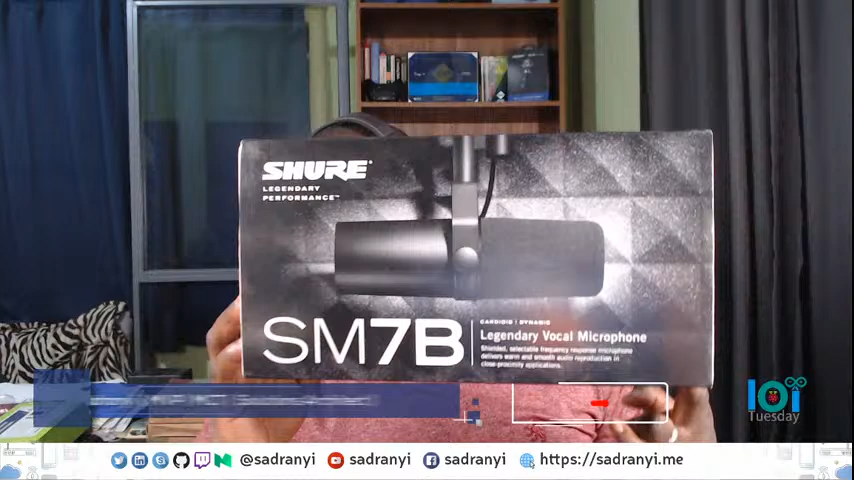 SHURE®
LEGENDARY
PERFORMANCE™
SM7B
CARDIOID | DYNAMIC
Legendary Vocal Microphone
Shielded, selectable frequency response microphone
delivers warm and smooth audio reproduction in
close-proximity applications.
IOT
Tuesday
@sadranyi sadranyi sadranyi https://sadranyi.me